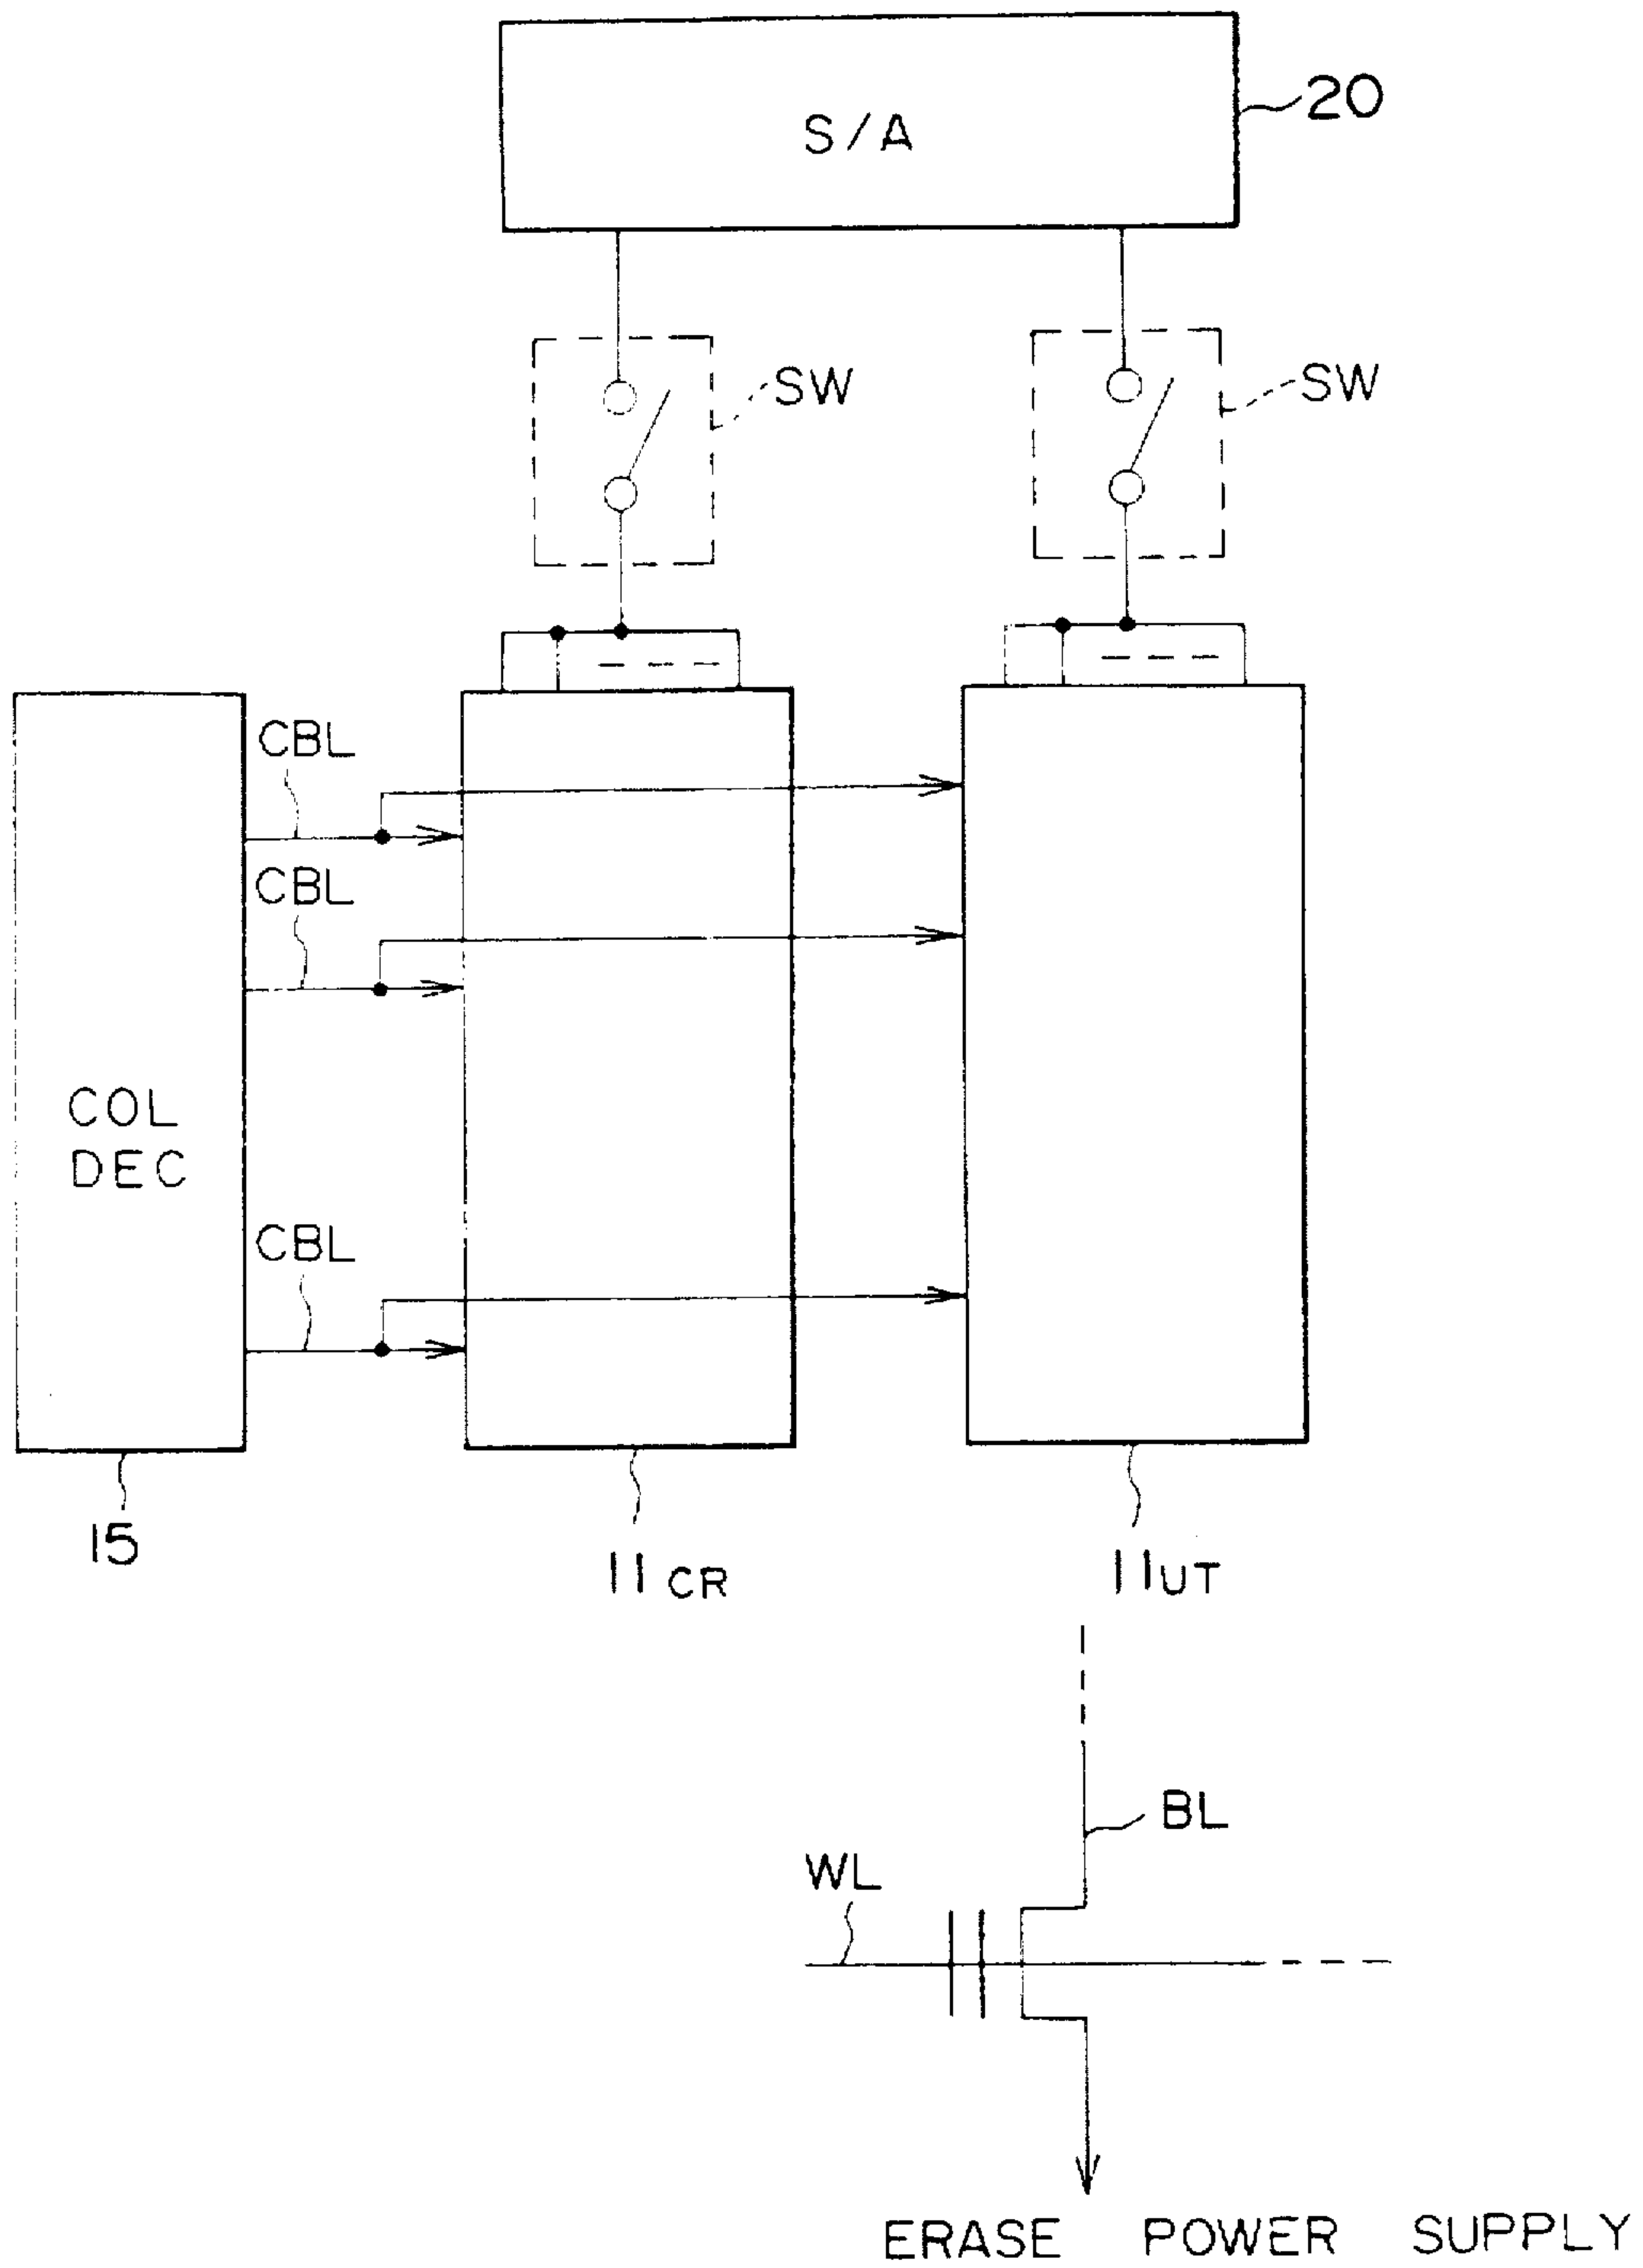 S/A
20
SW
SW
CBL
CBL
COL
DEC
CBL
15
11CR
11UT
BL
WL
ERASE POWER SUPPLY